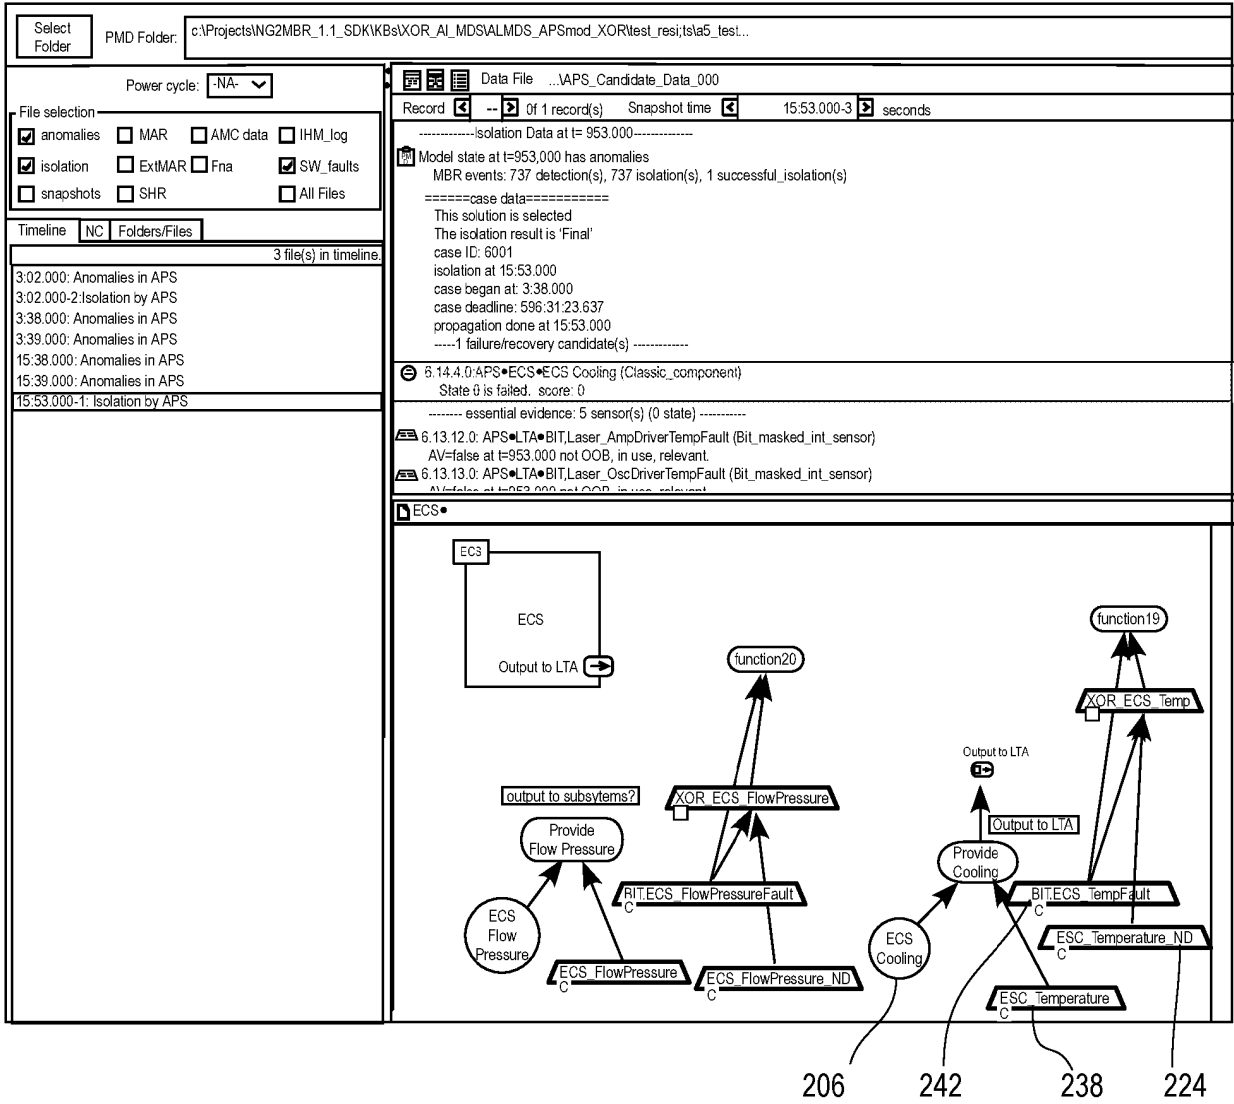 Select
Folder
PMD Folder:
c:\Projects\NG2MBR_1.1_SDK\KBs\XOR_AI_MDS\ALMDS_APSmod_XOR\test_resi;ts\a5_test...
Power cycle: -NA-
File selection
anomalies MAR AMC data IHM_log
isolation ExtMAR Fna SW_faults
snapshots SHR All Files
Timeline NC Folders/Files
3 file(s) in timeline.
3:02.000: Anomalies in APS
3:02.000-2:Isolation by APS
3:38.000: Anomalies in APS
3:39.000: Anomalies in APS
15:38.000: Anomalies in APS
15:39.000: Anomalies in APS
15:53.000-1: Isolation by APS
Data File ...\APS_Candidate_Data_000
Record -- 0f 1 record(s) Snapshot time 15:53.000-3 seconds
-------------Isolation Data at t= 953.000--------------
Model state at t=953,000 has anomalies
MBR events: 737 detection(s), 737 isolation(s), 1 successful_isolation(s)
======case data===========
This solution is selected
The isolation result is 'Final'
case ID: 6001
isolation at 15:53.000
case began at: 3:38.000
case deadline: 596:31:23.637
propagation done at 15:53.000
-----1 failure/recovery candidate(s) -------------
6.14.4.0:APS●ECS●ECS Cooling (Classic_component)
State 0 is failed. score: 0
-------- essential evidence: 5 sensor(s) (0 state) -----------
6.13.12.0: APS●LTA●BIT,Laser_AmpDriverTempFault (Bit_masked_int_sensor)
AV=false at t=953.000 not OOB, in use, relevant.
6.13.13.0: APS●LTA●BIT,Laser_OscDriverTempFault (Bit_masked_int_sensor)
AV=false at t=953.000 not OOB, in use, relevant
ECS●
ECS
ECS
Output to LTA
function20
function19
XOR_ECS_Temp
Output to LTA
output to subsytems?
XOR_ECS_FlowPressure
Output to LTA
Provide
Flow Pressure
Provide
Cooling
BIT.ECS_FlowPressureFault
C
BIT.ECS_TempFault
C
ECS
Flow
Pressure
ECS
Cooling
ESC_Temperature_ND
C
ECS_FlowPressure
C
ECS_FlowPressure_ND
C
ESC_Temperature
C
206 242 238 224